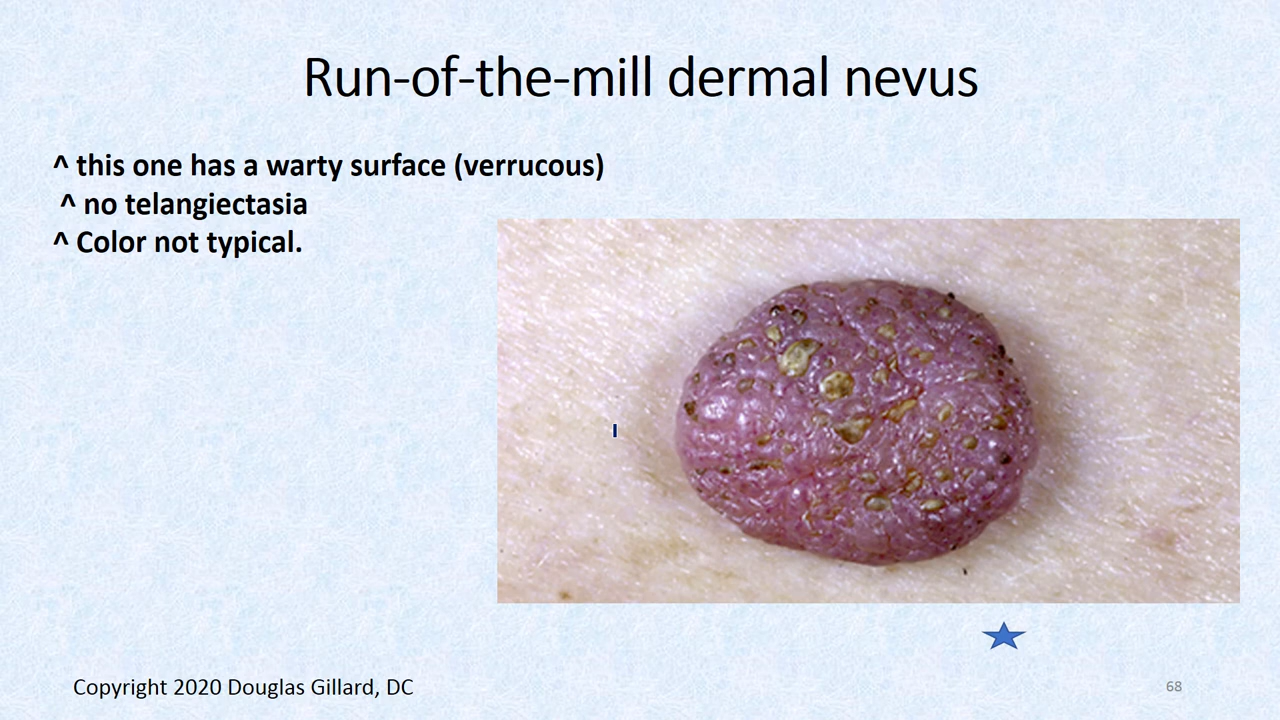 Run-of-the-mill dermal nevus
^ this one has a warty surface (verrucous)
^ no telangiectasia
^ Color not typical.
Copyright 2020 Douglas Gillard, DC
68